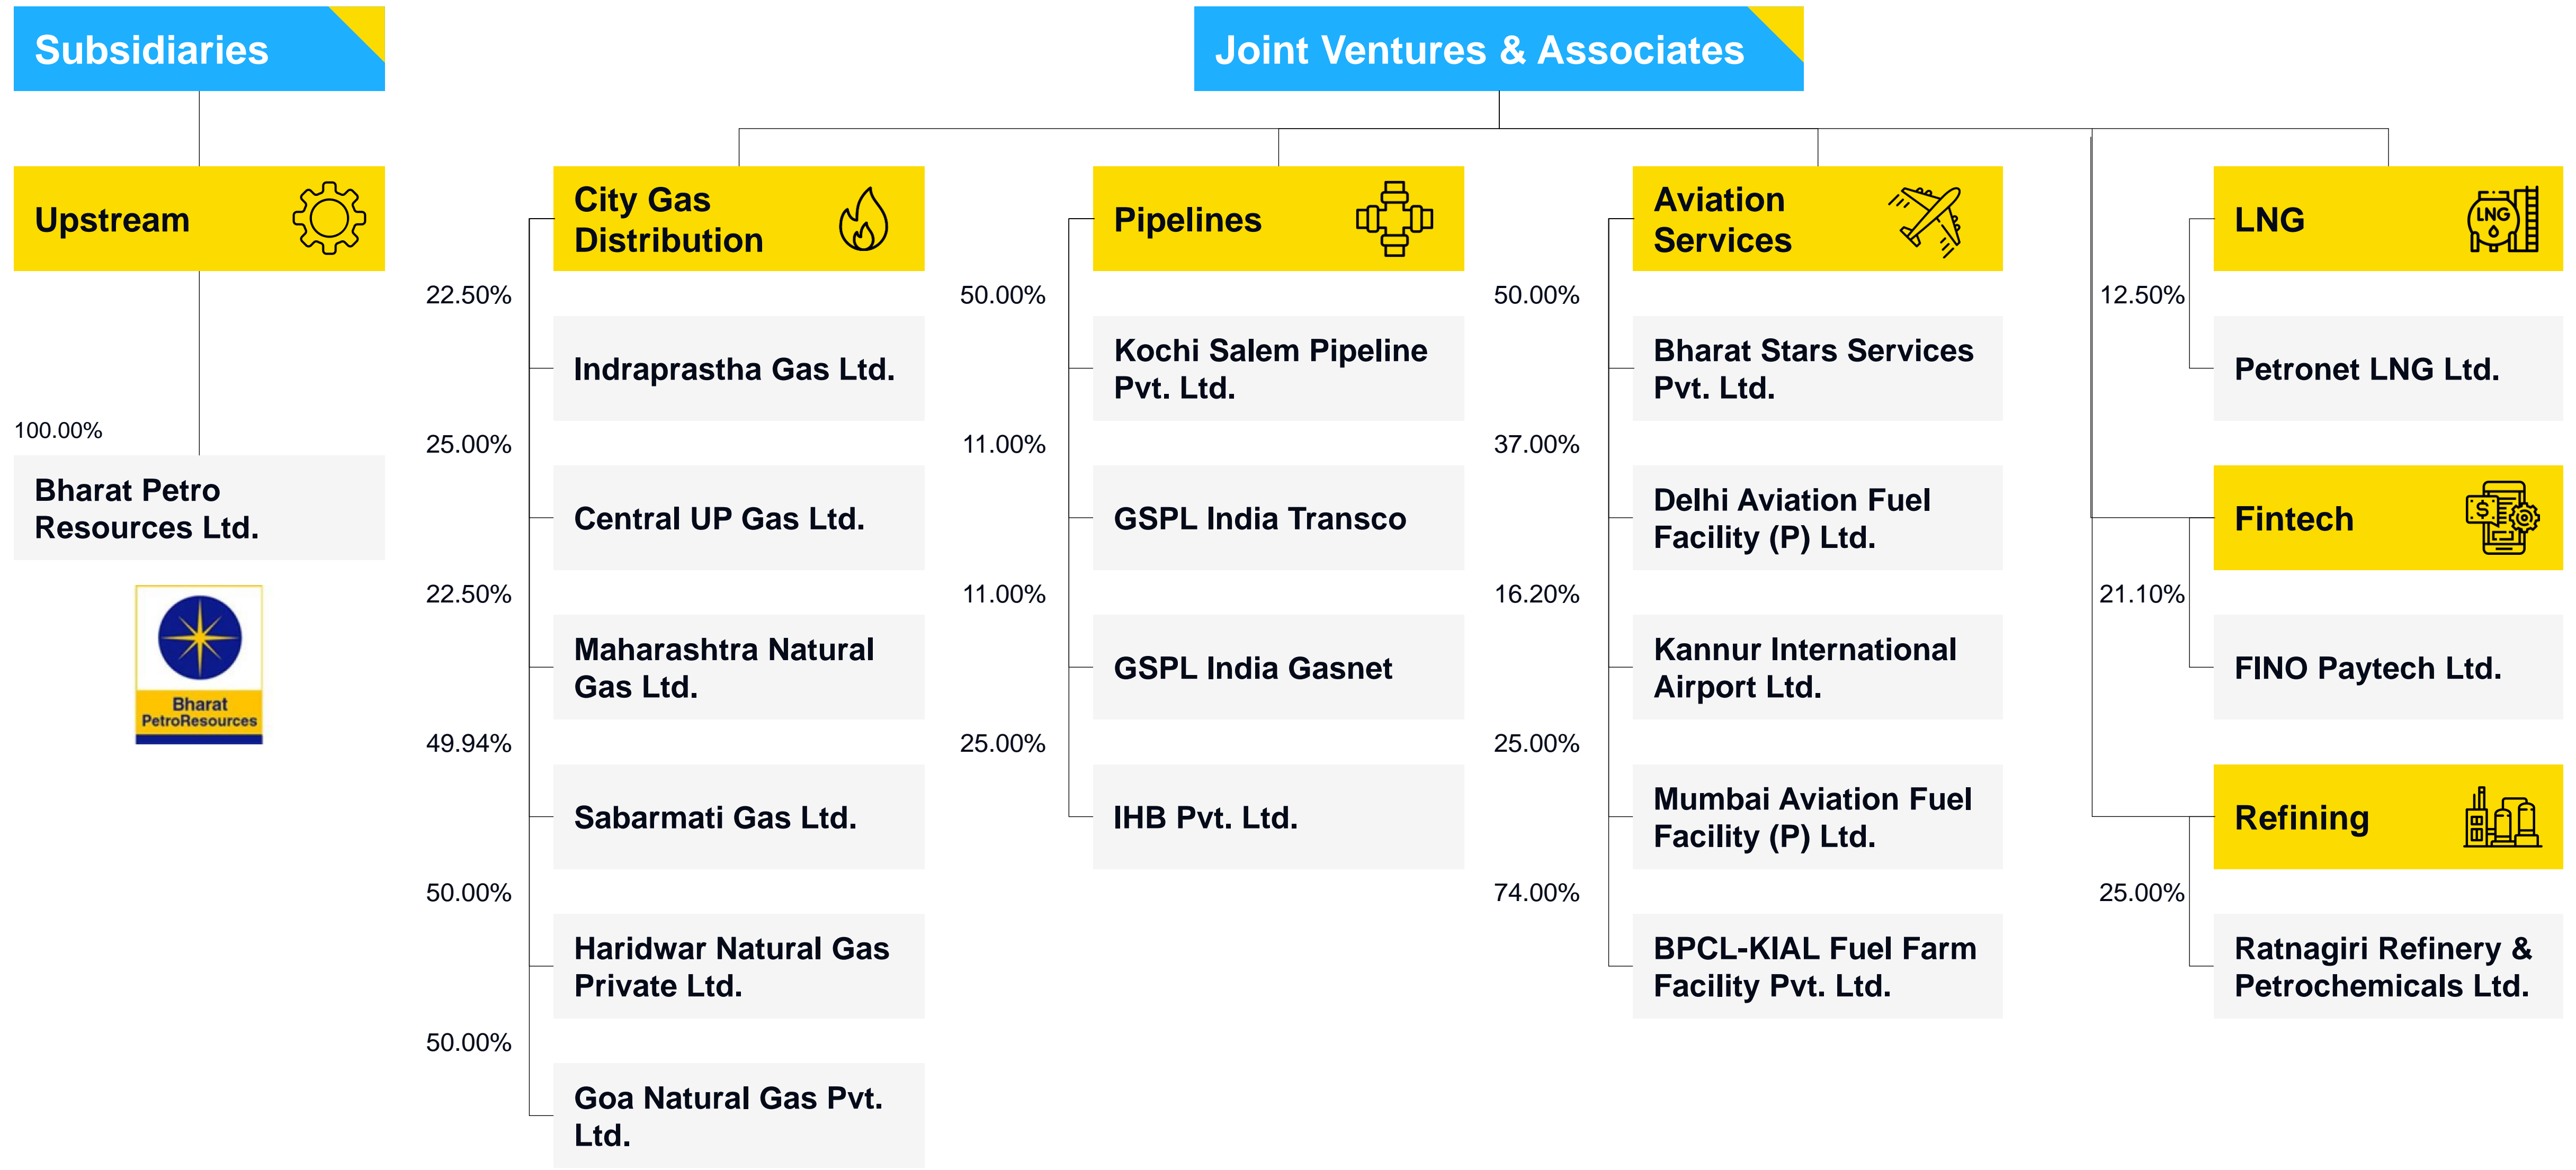 Subsidiaries
Upstream
100.00%
Bharat Petro
Resources Ltd.
Bharat
PetroResources
Joint Ventures & Associates
City Gas
Distribution
22.50%
Indraprastha Gas Ltd.
25.00%
Central UP Gas Ltd.
22.50%
Maharashtra Natural
Gas Ltd.
49.94%
Sabarmati Gas Ltd.
50.00%
Haridwar Natural Gas
Private Ltd.
50.00%
Goa Natural Gas Pvt.
Ltd.
Pipelines
50.00%
Kochi Salem Pipeline
Pvt. Ltd.
11.00%
GSPL India Transco
11.00%
GSPL India Gasnet
25.00%
IHB Pvt. Ltd.
Aviation
Services
50.00%
Bharat Stars Services
Pvt. Ltd.
37.00%
Delhi Aviation Fuel
Facility (P) Ltd.
16.20%
Kannur International
Airport Ltd.
25.00%
Mumbai Aviation Fuel
Facility (P) Ltd.
74.00%
BPCL-KIAL Fuel Farm
Facility Pvt. Ltd.
LNG
LNG
12.50%
Petronet LNG Ltd.
Fintech
$
21.10%
FINO Paytech Ltd.
Refining
25.00%
Ratnagiri Refinery &
Petrochemicals Ltd.